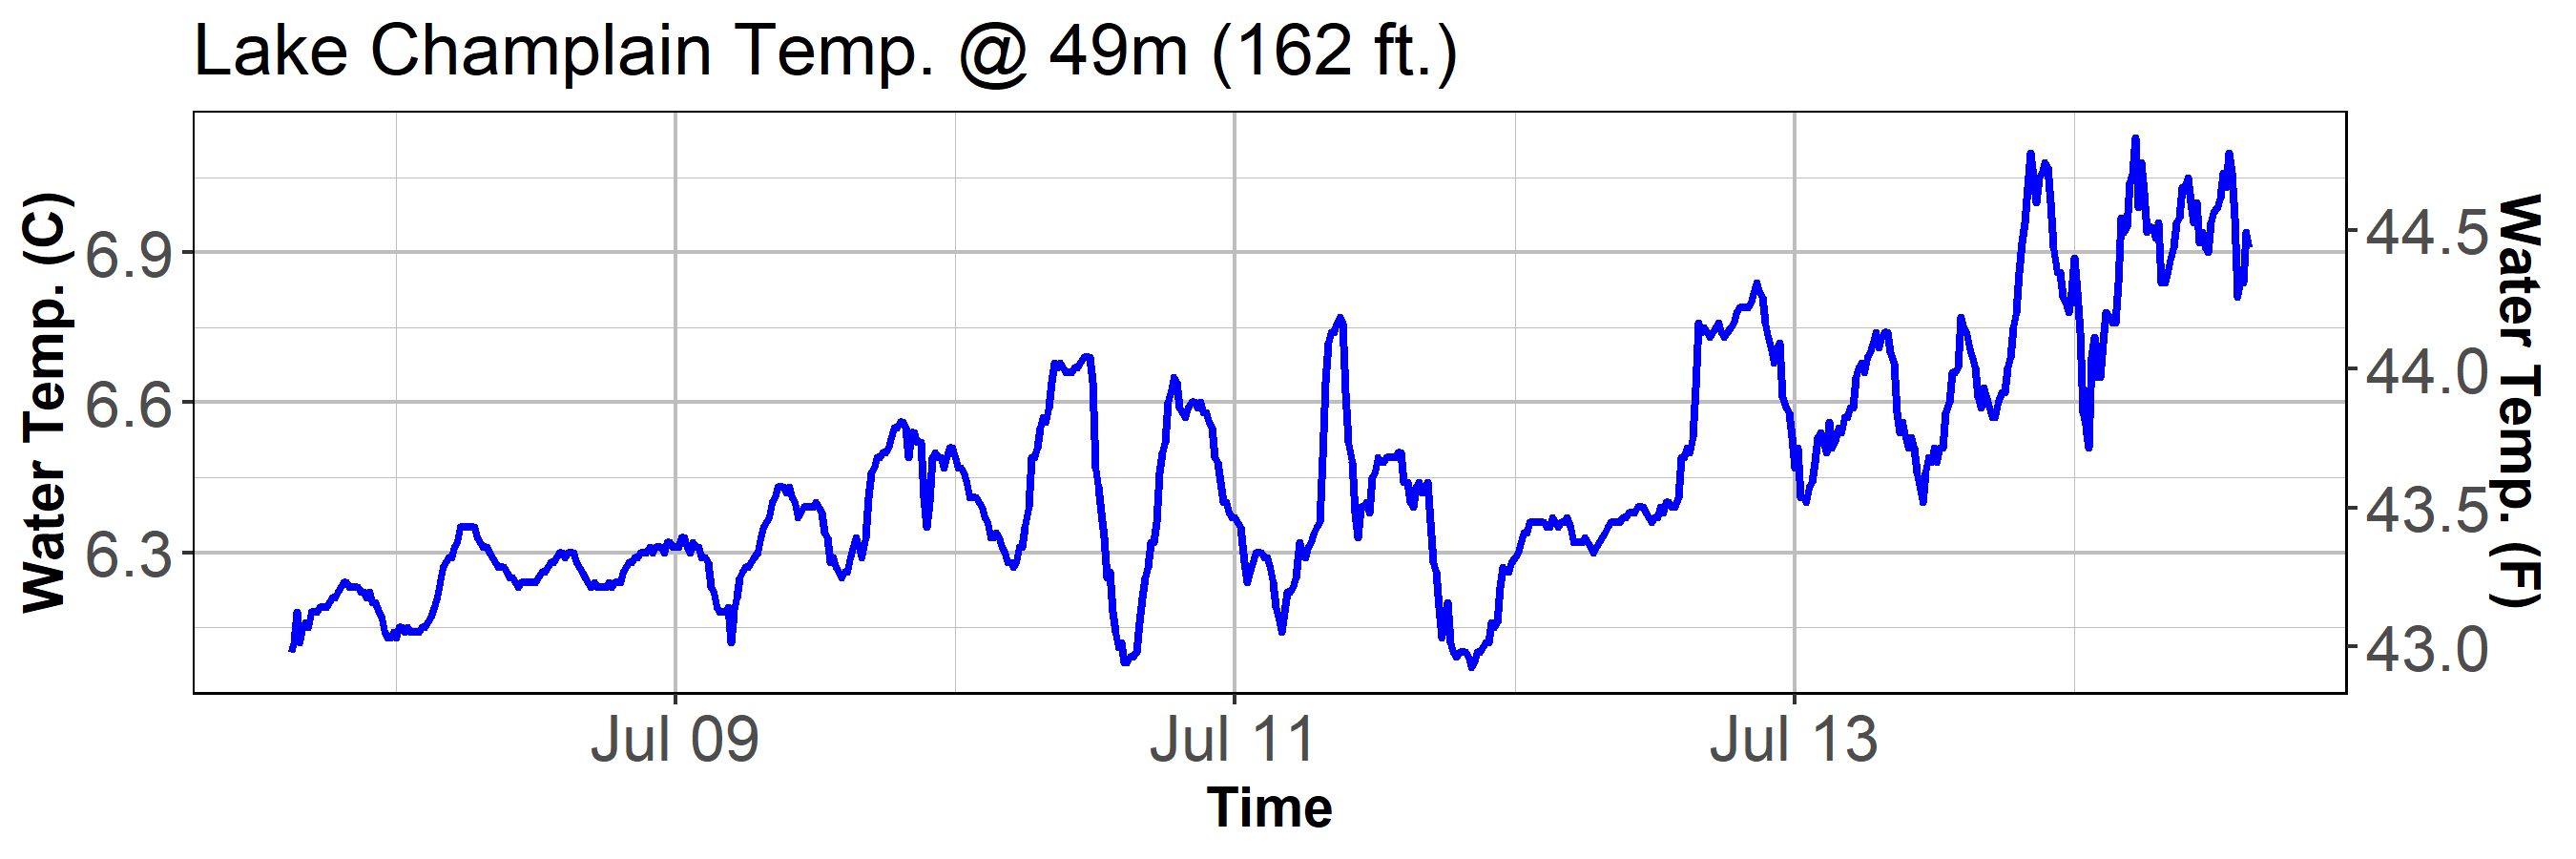 Lake Champlain Temp. @ 49m (162 ft.)
Water Temp. (C)
6.9
6.6
6.3
44.5
44.0
43.5
43.0
Water Temp. (F)
Jul 09 Jul 11 Jul 13
Time